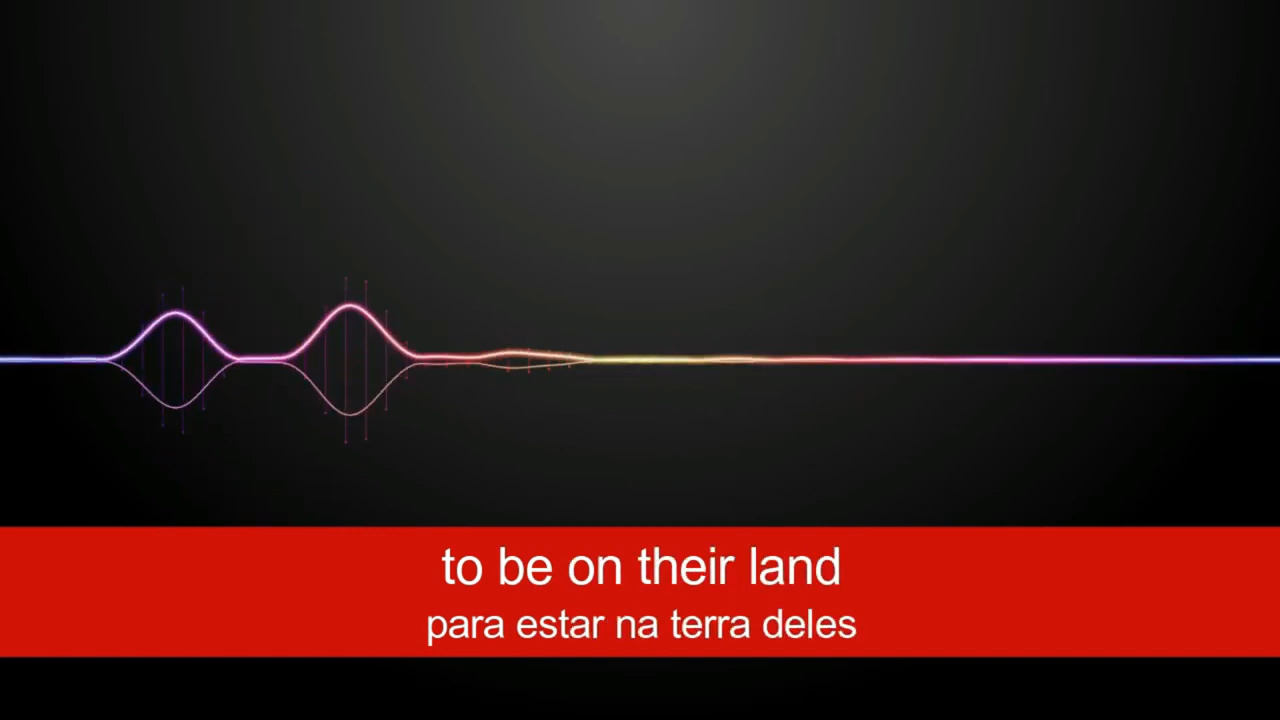 to be on their land
para estar na terra deles